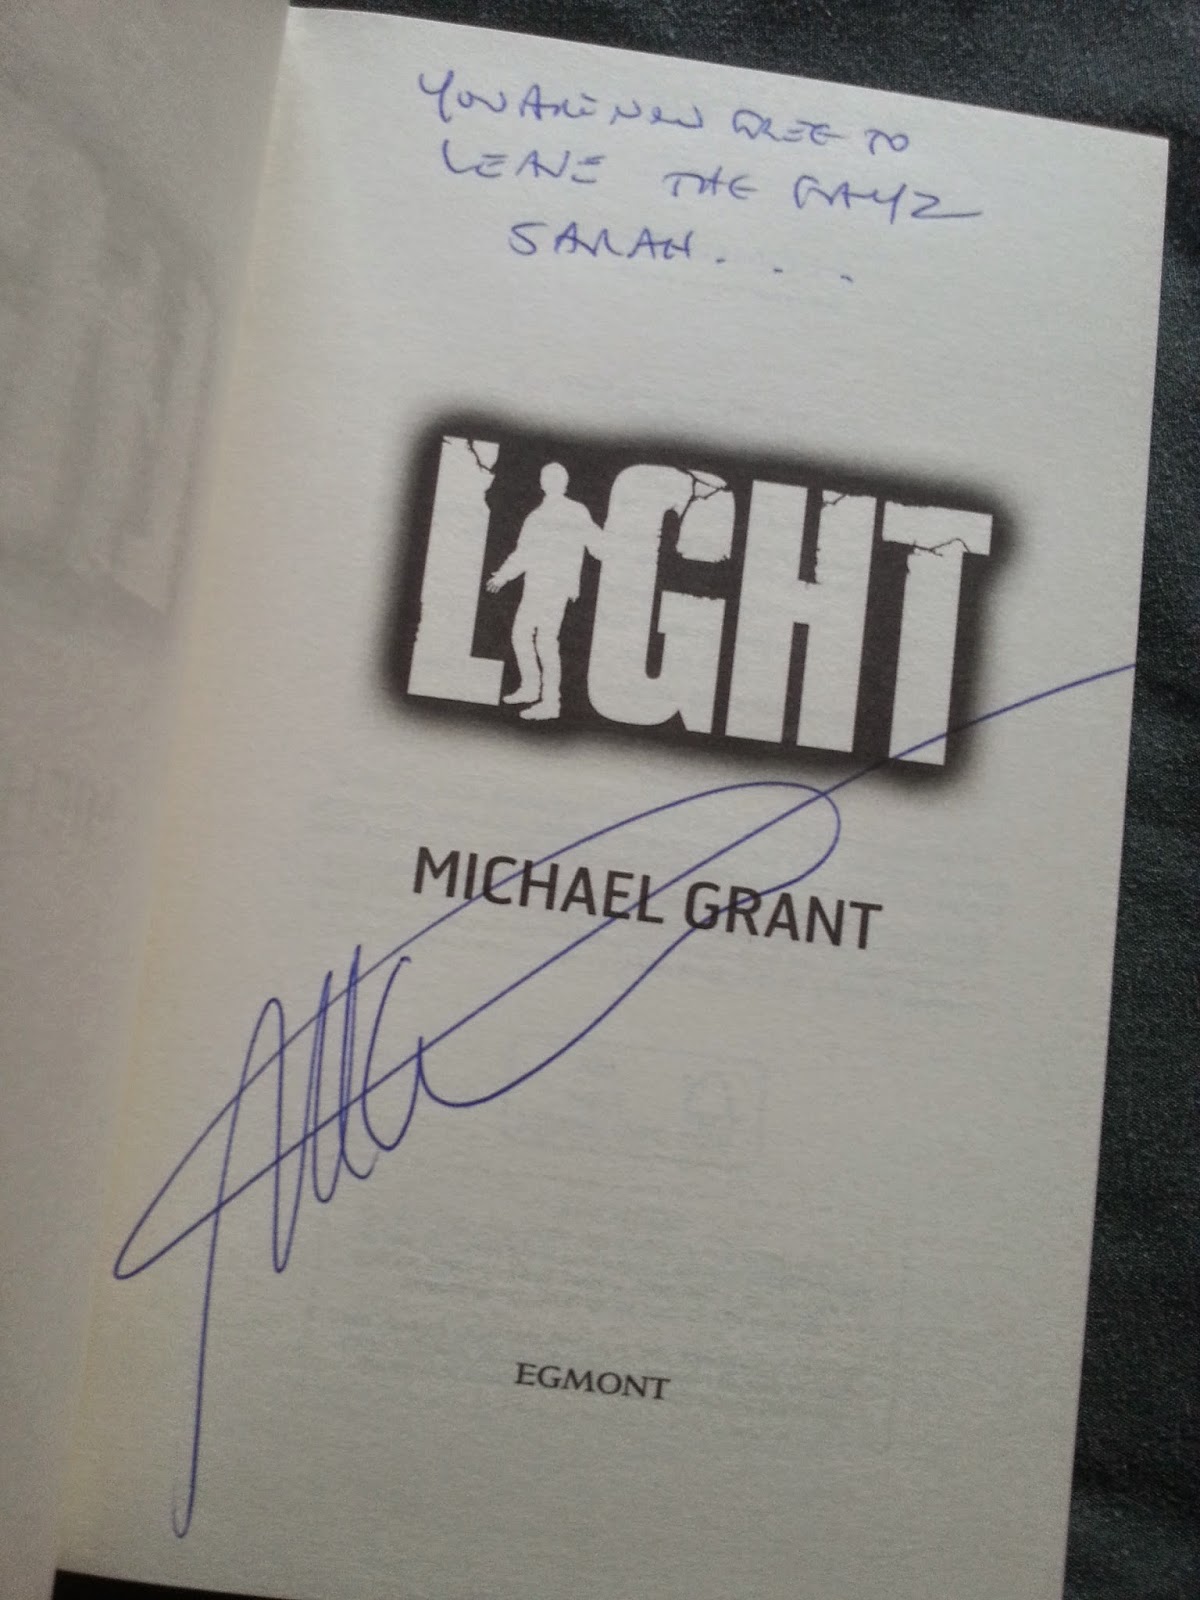 YOU ARE NOW FREE TO
LEAVE THE FAYZ
SARAH. . .
LIGHT
MICHAEL GRANT
EGMONT